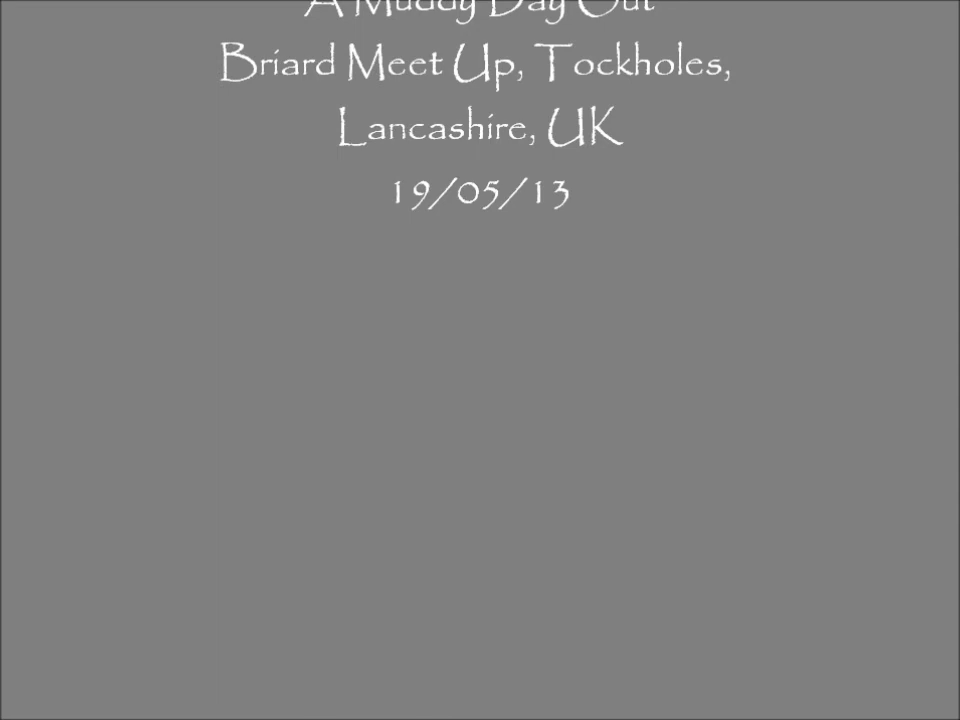 A Muddy Day Out
Briard Meet Up, Tockholes,
Lancashire, UK
19/05/13